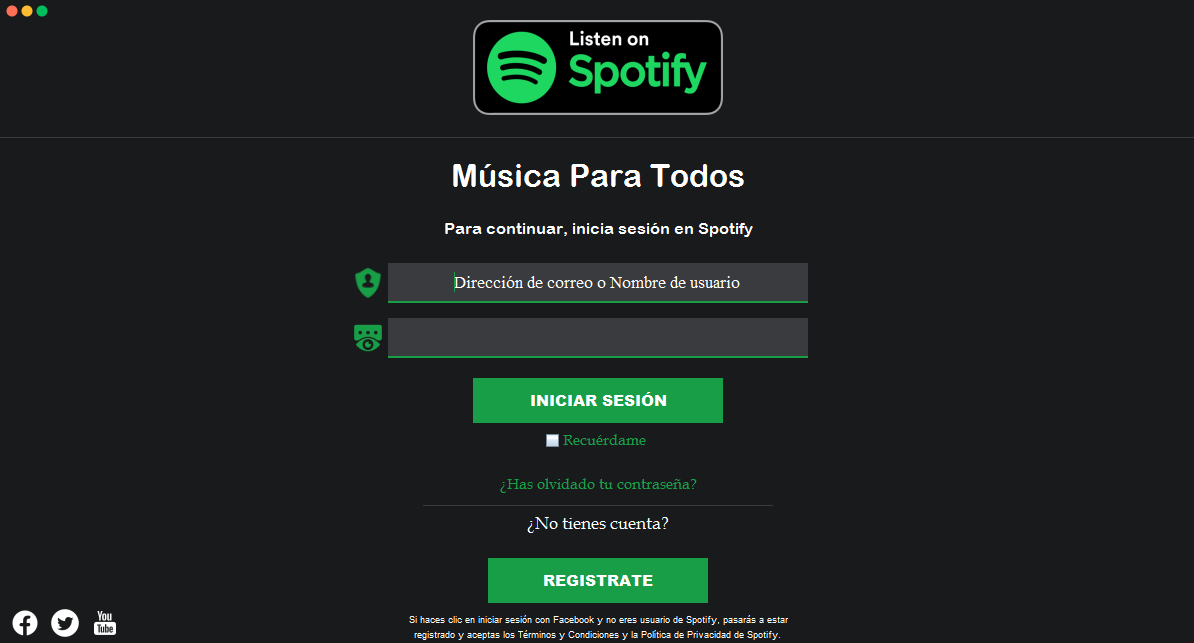 Listen on
Spotify
Música Para Todos
Para continuar, inicia sesión en Spotify
Dirección de correo o Nombre de usuario
INICIAR SESIÓN
Recuérdame
¿Has olvidado tu contraseña?
¿No tienes cuenta?
REGISTRATE
Si haces clic en iniciar sesión con Facebook y no eres usuario de Spotify, pasarás a estar
registrado y aceptas los Términos y Condiciones y la Política de Privacidad de Spotify.
You
Tube